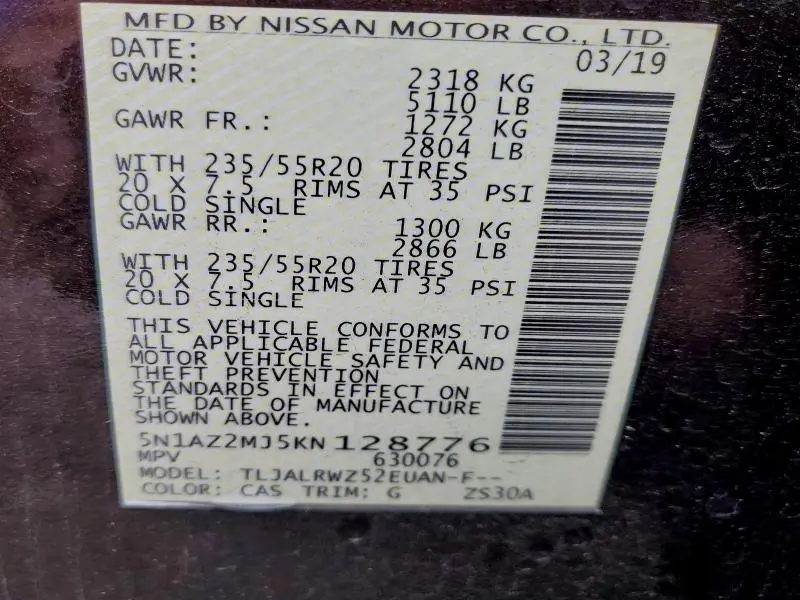 MFD BY NISSAN MOTOR CO., LTD.
DATE: 03/19
GVWR: 2318 KG
5110 LB
GAWR FR.: 1272 KG
2804 LB
WITH 235/55R20 TIRES
20 X 7.5 RIMS AT 35 PSI
COLD SINGLE
GAWR RR.: 1300 KG
2866 LB
WITH 235/55R20 TIRES
20 X 7.5 RIMS AT 35 PSI
COLD SINGLE
THIS VEHICLE CONFORMS TO
ALL APPLICABLE FEDERAL
MOTOR VEHICLE SAFETY AND
THEFT PREVENTION
STANDARDS IN EFFECT ON
THE DATE OF MANUFACTURE
SHOWN ABOVE.
5N1AZ2MJ5KN128776
MPV 630076
MODEL: TLJALRWZ52EUAN-F--
COLOR: CAS TRIM: G ZS30A